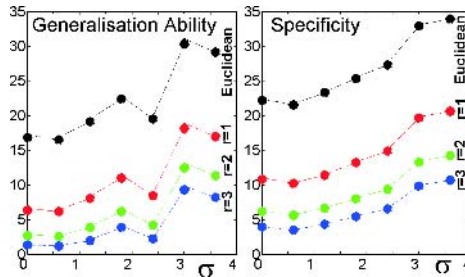 Generalisation Ability
35
30
25
20
15
10
5
0
0 1 2 3 σ 4
Euclidean
r=1
r=2
r=3
Specificity
35
30
25
20
15
10
5
0
0 1 2 3 σ 4
Euclidean
r=1
r=2
r=3